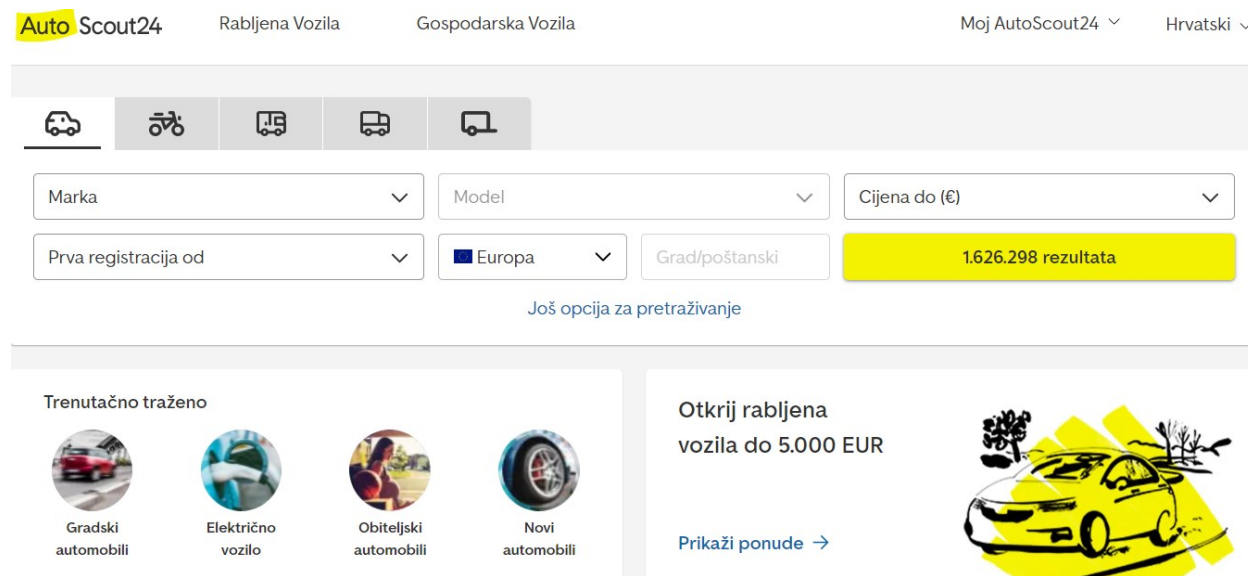 AutoScout24 Rabljena Vozila Gospodarska Vozila Moj AutoScout24 Hrvatski
Marka Model Cijena do (€)
Prva registracija od Europa Grad/poštanski 1.626.298 rezultata
Još opcija za pretraživanje
Trenutačno traženo
Gradski automobili
Električno vozilo
Obiteljski automobili
Novi automobili
Otkrij rabljena
vozila do 5.000 EUR
Prikaži ponude →